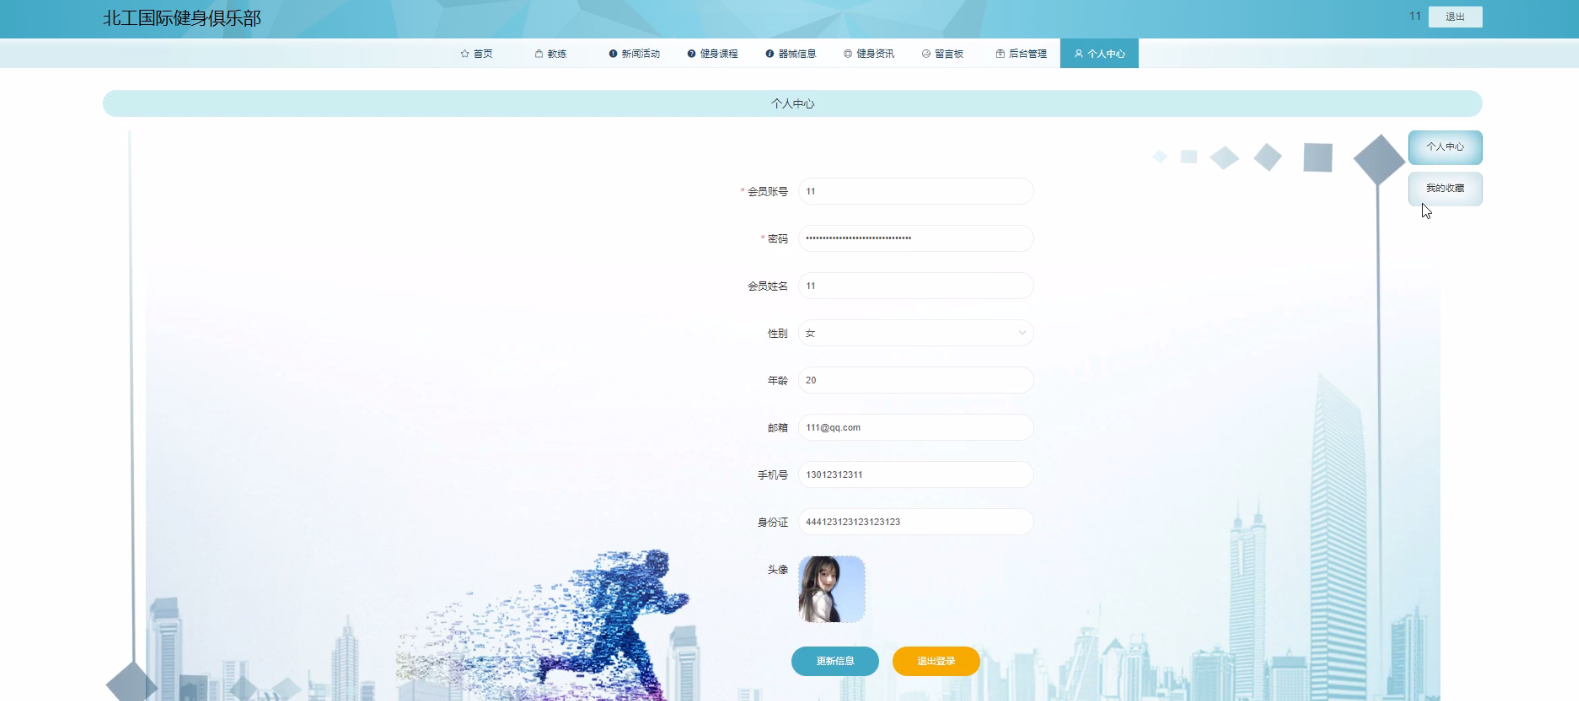 北工国际健身俱乐部
11 退出
首页 教练 新闻活动 健身课程 器械信息 健身资讯 留言板 后台管理 个人中心
个人中心
个人中心
我的收藏
* 会员账号 11
* 密码 ••••••••••••••••••••••••••••••••
会员姓名 11
性别 女
年龄 20
邮箱 111@qq.com
手机号 13012312311
身份证 444123123123123123
头像
更新信息 退出登录